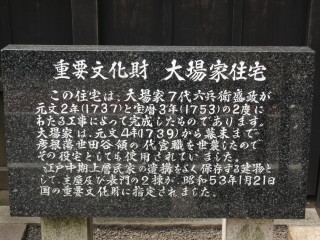 重要文化財 大場家住宅
この住宅は、大場家7代六兵衛盛政が
元文2年(1737)と宝暦3年(1753)の2度に
わたる工事によって完成したものであります。
大場家は、元文4年(1739)から幕末まで
彦根藩世田谷領の代官職を世襲したので
その役宅としても使用されていました。
江戸中期上層民家の遺構をよく保存する建物と
して主屋及び表門の2棟が、昭和53年1月21日
国の重要文化財に指定されました。